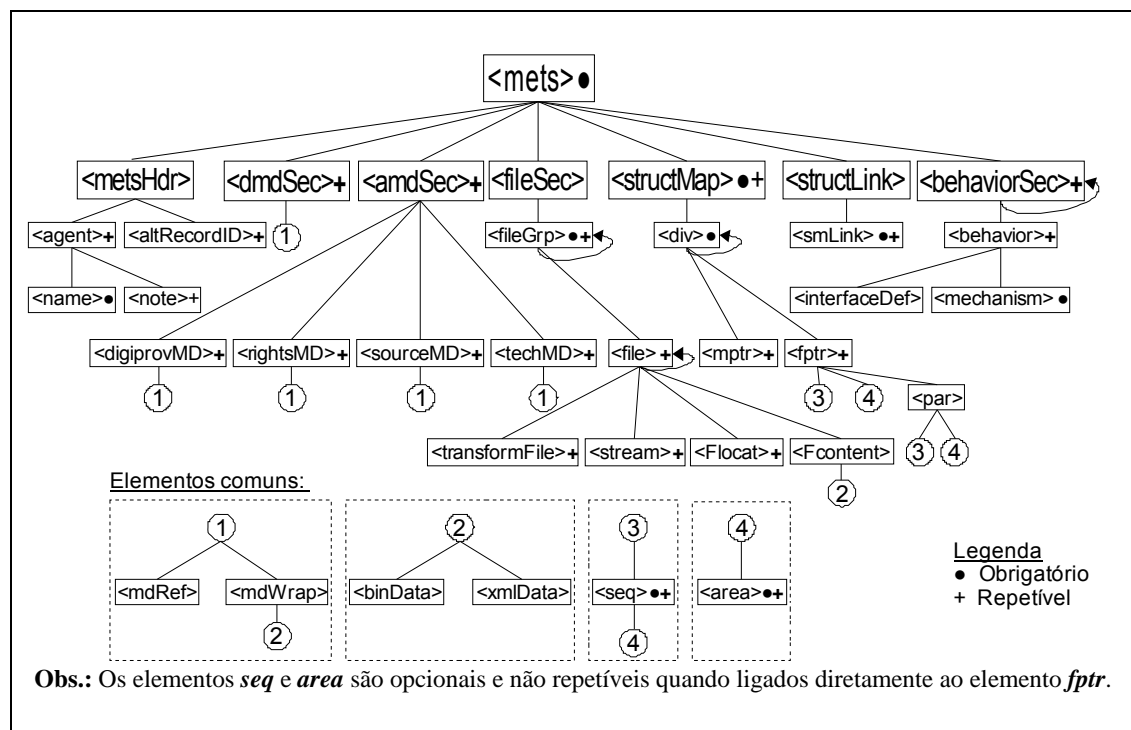 <mets>●
<metsHdr> <dmdSec>+ <amdSec>+ <fileSec> <structMap>●+ <structLink> <behaviorSec>+
<agent>+ <altRecordID>+ 1 <fileGrp>●+ <div>● <smLink>●+ <behavior>+
<name>● <note>+ <interfaceDef> <mechanism>●
<digiprovMD>+ <rightsMD>+ <sourceMD>+ <techMD>+ <file>+ <mptr>+ <fptr>+
1 1 1 1 3 4 <par>
<transformFile>+ <stream>+ <Flocat>+ <Fcontent> 3 4
2
Elementos comuns:
1 2 3 4
<mdRef> <mdWrap> <binData> <xmlData> <seq>●+ <area>●+
2 4
Legenda
● Obrigatório
+ Repetível
Obs.: Os elementos seq e area são opcionais e não repetíveis quando ligados diretamente ao elemento fptr.